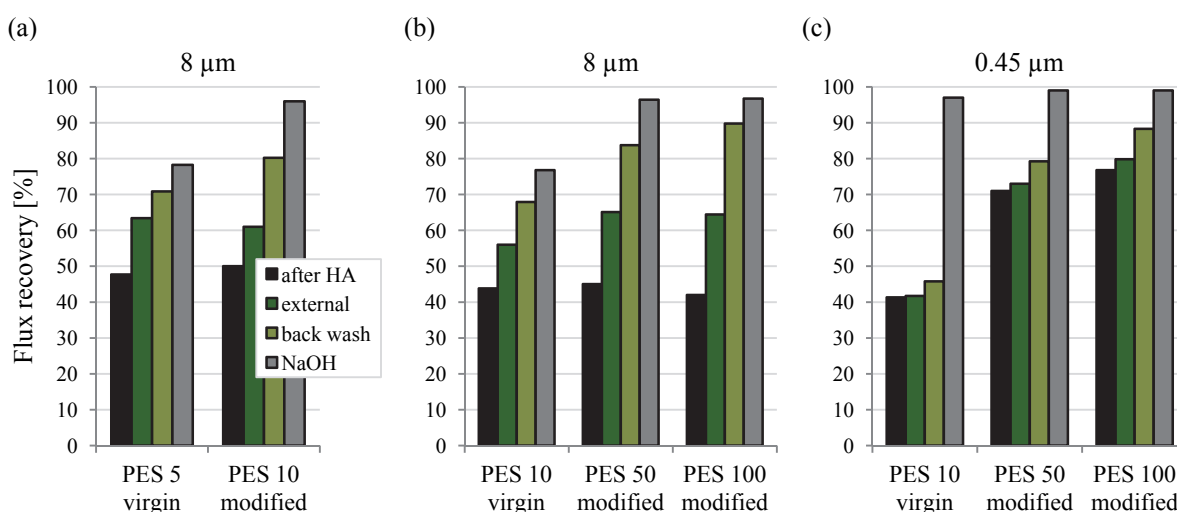 (a)
(b)
(c)
8 µm
8 µm
0.45 µm
Flux recovery [%]
100
90
80
70
60
50
40
30
20
10
0
after HA
external
back wash
NaOH
PES 5
virgin
PES 10
modified
100
90
80
70
60
50
40
30
20
10
0
PES 10
virgin
PES 50
modified
PES 100
modified
100
90
80
70
60
50
40
30
20
10
0
PES 10
virgin
PES 50
modified
PES 100
modified